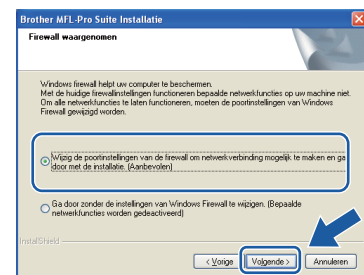 Brother MFL-Pro Suite Installatie
Firewall waargenomen
Windows firewall helpt uw computer te beschermen.
Met de huidige firewallinstellingen functioneren bepaalde netwerkfuncties op uw machine niet.
Om alle netwerkfuncties te laten functioneren, moeten de poortinstellingen van Windows
Firewall gewijzigd worden.
Wijzig de poortinstellingen van de firewall om netwerkverbinding mogelijk te maken en ga
door met de installatie. (Aanbevolen)
Ga door zonder de instellingen van Windows Firewall te wijzigen. (Bepaalde
netwerkfuncties worden gedeactiveerd)
InstallShield
< Vorige
Volgende >
Annuleren